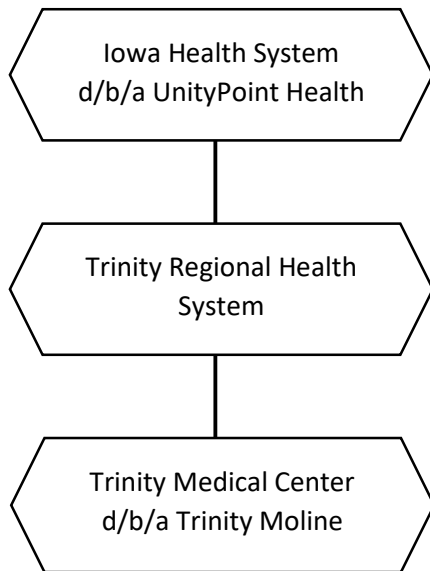 Iowa Health System
d/b/a UnityPoint Health
Trinity Regional Health
System
Trinity Medical Center
d/b/a Trinity Moline